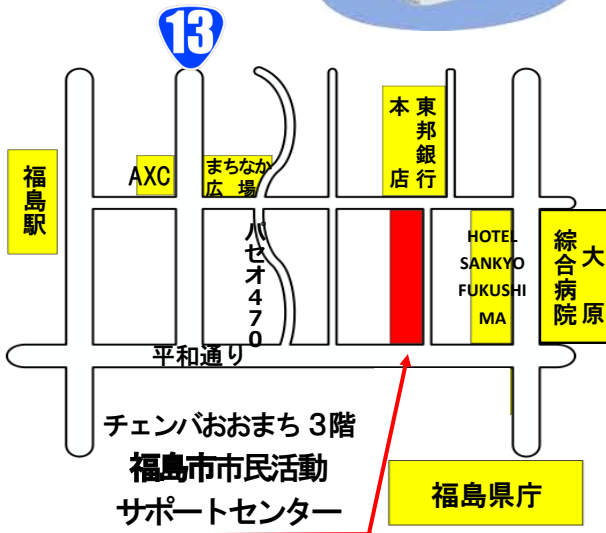 13
東邦銀行
本店
AXC
まちなか
広場
福島駅
パセオ470
HOTEL
SANKYO
FUKUSHI
MA
大原
綜合病院
平和通り
チェンバおおまち 3階
福島市市民活動
サポートセンター
福島県庁